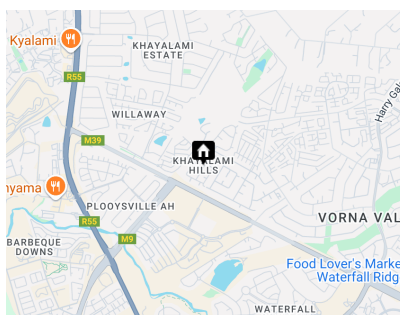 Kyalami
KHAYALAMI
ESTATE
R55
WILLAWAY
Harry Gal
M39
KHAYALAMI
HILLS
nyama
PLOOYSVILLE AH
R55
VORNA VAL
M9
BARBEQUE
DOWNS
Food Lover's Marke
Waterfall Ridg
WATERFALL